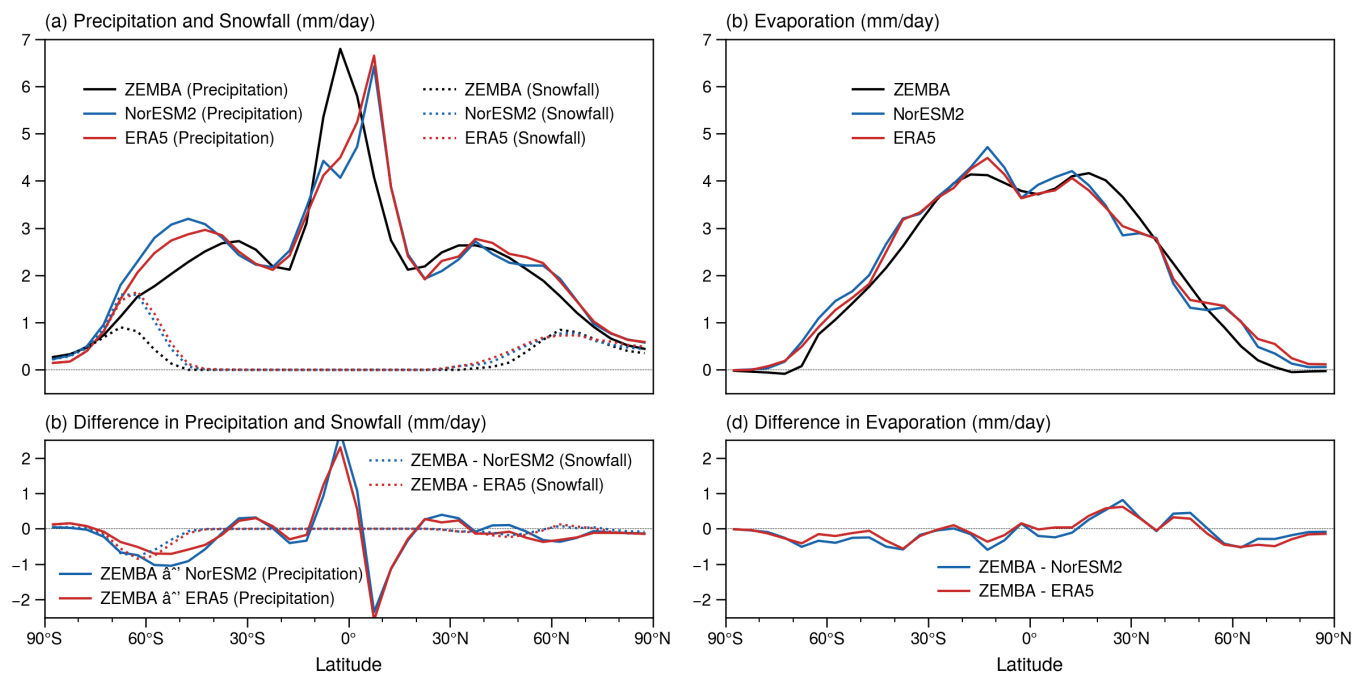 (a) Precipitation and Snowfall (mm/day)
7
6
5
4
3
2
1
0
ZEMBA (Precipitation)
NorESM2 (Precipitation)
ERA5 (Precipitation)
ZEMBA (Snowfall)
NorESM2 (Snowfall)
ERA5 (Snowfall)
(b) Evaporation (mm/day)
7
6
5
4
3
2
1
0
ZEMBA
NorESM2
ERA5
(b) Difference in Precipitation and Snowfall (mm/day)
2
1
0
−1
−2
ZEMBA - NorESM2 (Snowfall)
ZEMBA - ERA5 (Snowfall)
ZEMBA âˆ’ NorESM2 (Precipitation)
ZEMBA âˆ’ ERA5 (Precipitation)
90°S 60°S 30°S 0° 30°N 60°N 90°N
Latitude
(d) Difference in Evaporation (mm/day)
2
1
0
−1
−2
ZEMBA - NorESM2
ZEMBA - ERA5
90°S 60°S 30°S 0° 30°N 60°N 90°N
Latitude